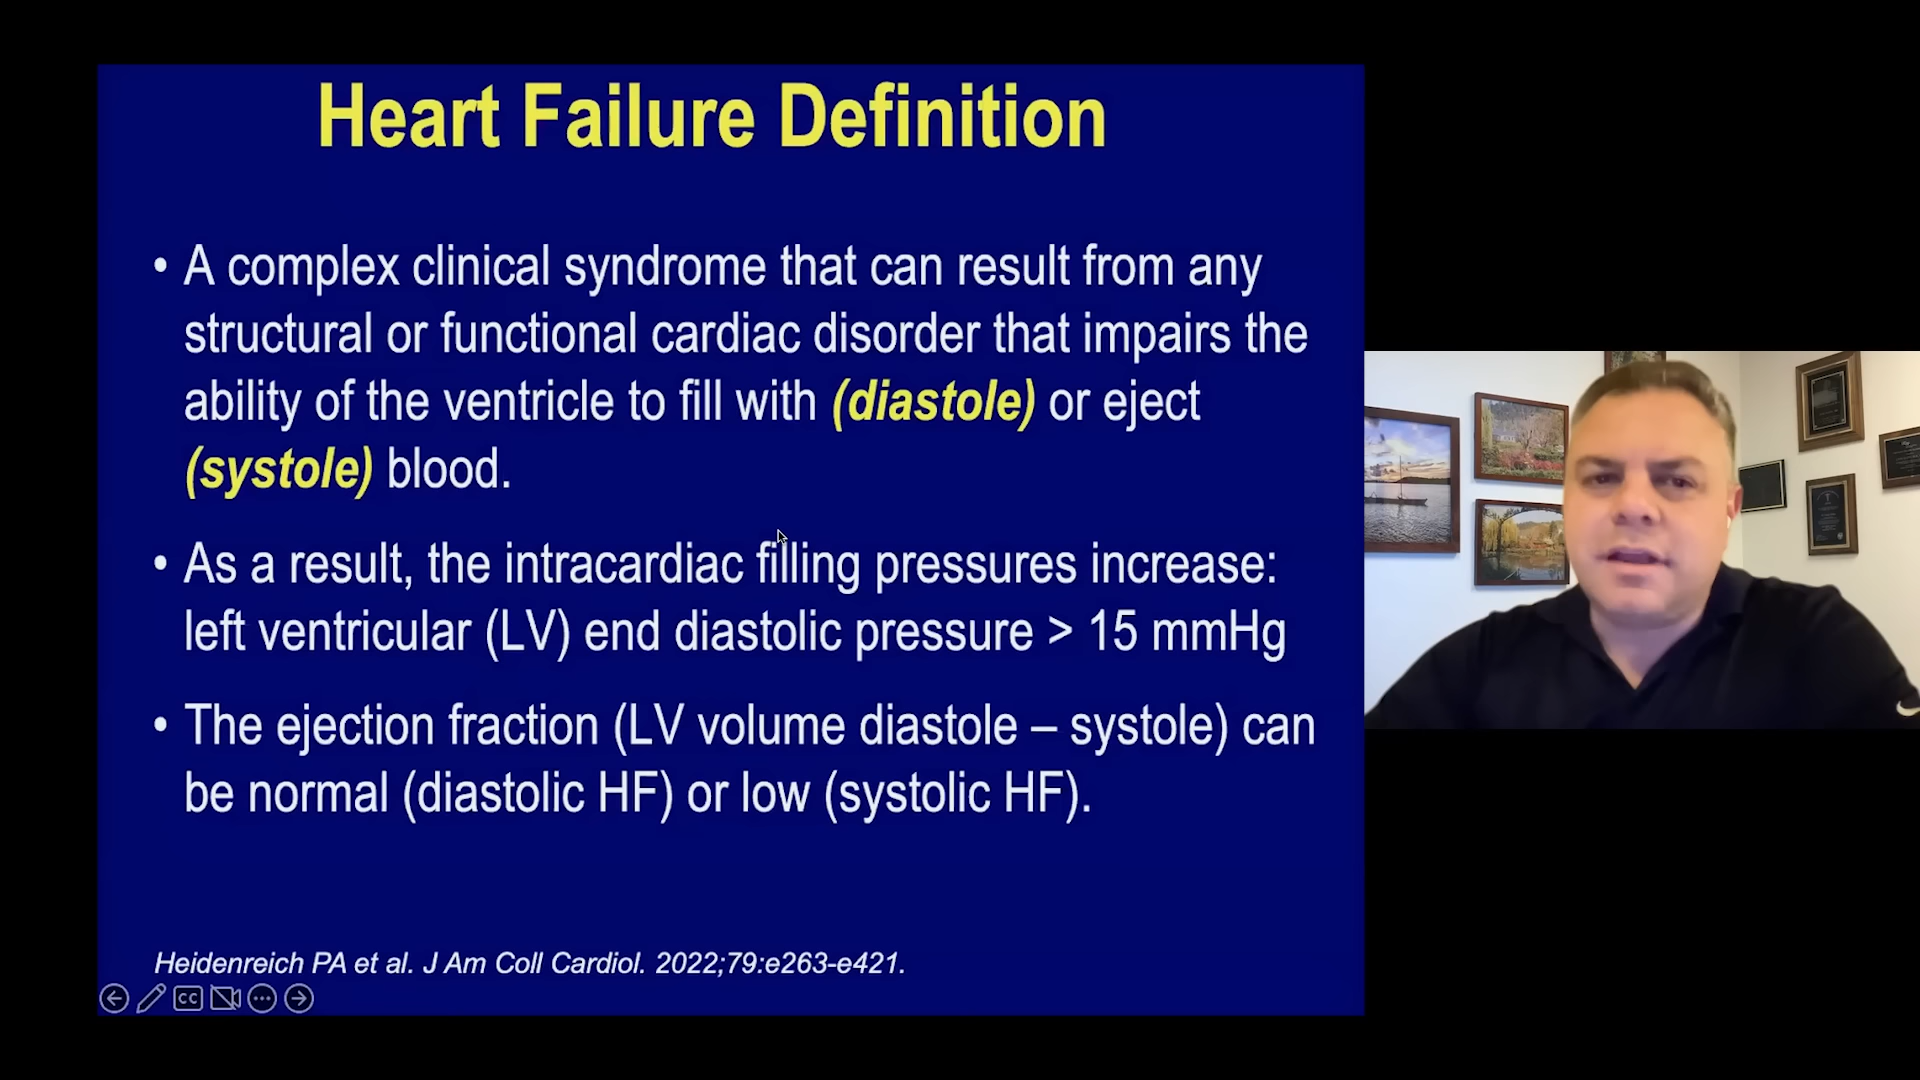 Heart Failure Definition
• A complex clinical syndrome that can result from any
structural or functional cardiac disorder that impairs the
ability of the ventricle to fill with (diastole) or eject
(systole) blood.
• As a result, the intracardiac filling pressures increase:
left ventricular (LV) end diastolic pressure > 15 mmHg
• The ejection fraction (LV volume diastole – systole) can
be normal (diastolic HF) or low (systolic HF).
Heidenreich PA et al. J Am Coll Cardiol. 2022;79:e263-e421.
CC